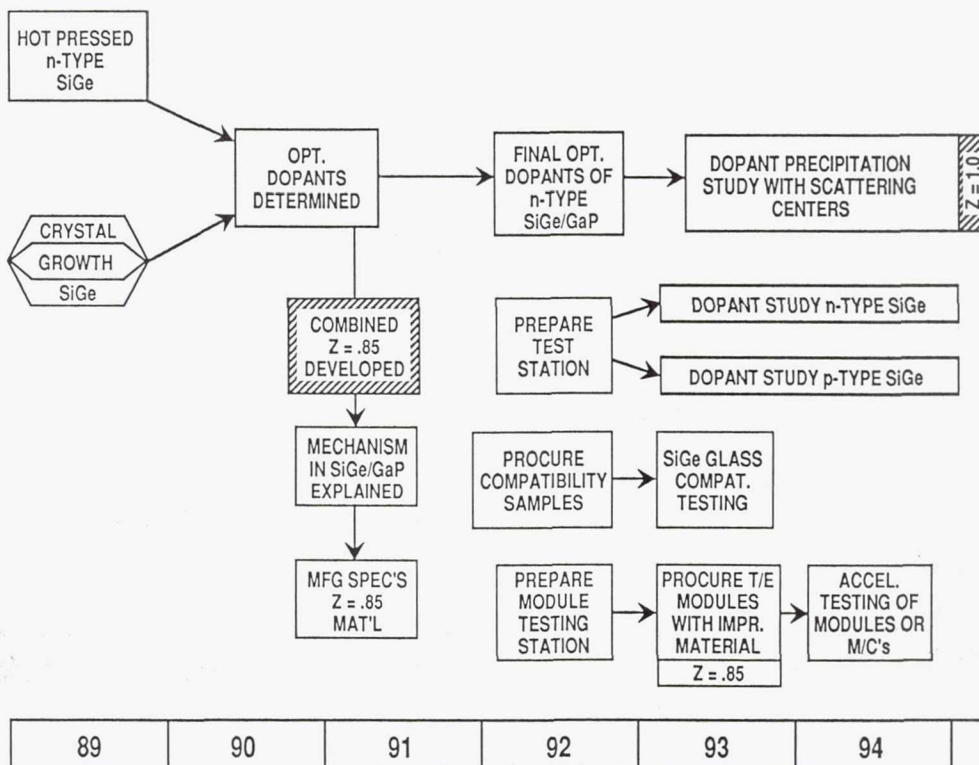 HOT PRESSED
n-TYPE
SiGe
CRYSTAL
GROWTH
SiGe
OPT.
DOPANTS
DETERMINED
COMBINED
Z = .85
DEVELOPED
MECHANISM
IN SiGe/GaP
EXPLAINED
MFG SPEC'S
Z = .85
MAT'L
FINAL OPT.
DOPANTS OF
n-TYPE
SiGe/GaP
DOPANT PRECIPITATION
STUDY WITH SCATTERING
CENTERS
Z = 1.0
PREPARE
TEST
STATION
DOPANT STUDY n-TYPE SiGe
DOPANT STUDY p-TYPE SiGe
PROCURE
COMPATIBILITY
SAMPLES
SiGe GLASS
COMPAT.
TESTING
PREPARE
MODULE
TESTING
STATION
PROCURE T/E
MODULES
WITH IMPR.
MATERIAL
Z = .85
ACCEL.
TESTING OF
MODULES OR
M/C's
89 90 91 92 93 94